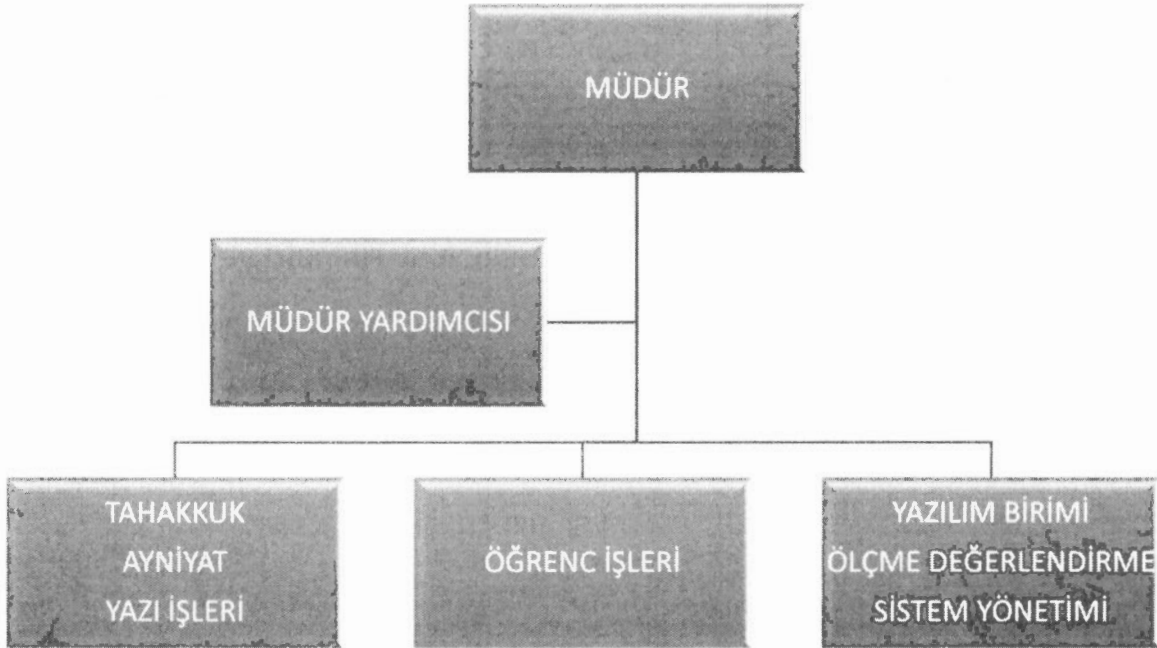 MÜDÜR
MÜDÜR YARDIMCISI
TAHAKKUK
AYNİYAT
YAZI İŞLERİ
ÖĞRENC İŞLERİ
YAZILIM BİRİMİ
ÖLÇME DEĞERLENDİRME
SİSTEM YÖNETİMİ